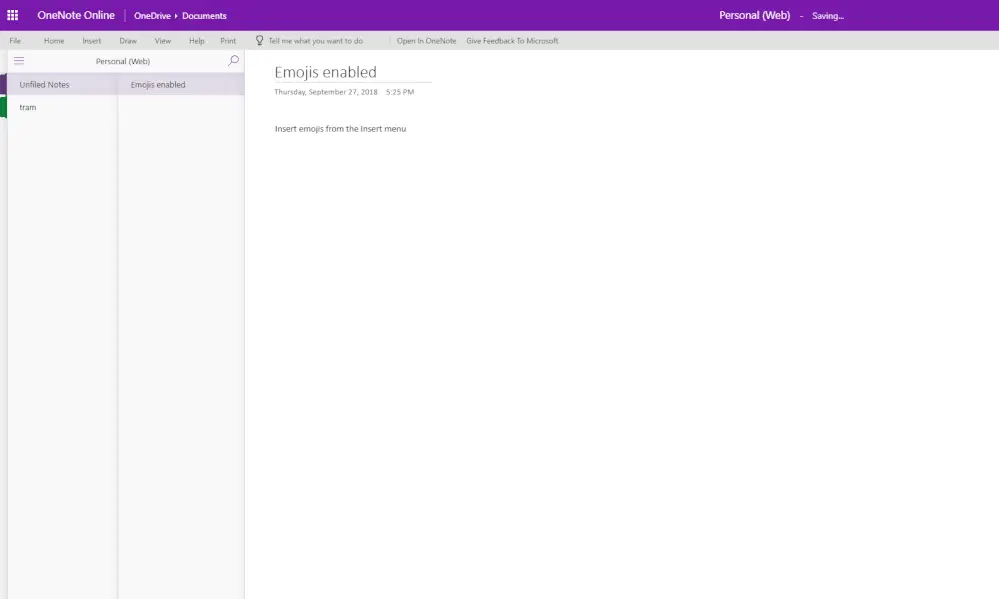 OneNote Online OneDrive Documents Personal (Web) - Saving...
File Home Insert Draw View Help Print Tell me what you want to do Open In OneNote Give Feedback To Microsoft
Personal (Web)
Unfiled Notes
tram
Emojis enabled
Emojis enabled
Thursday, September 27, 2018 5:25 PM
Insert emojis from the Insert menu